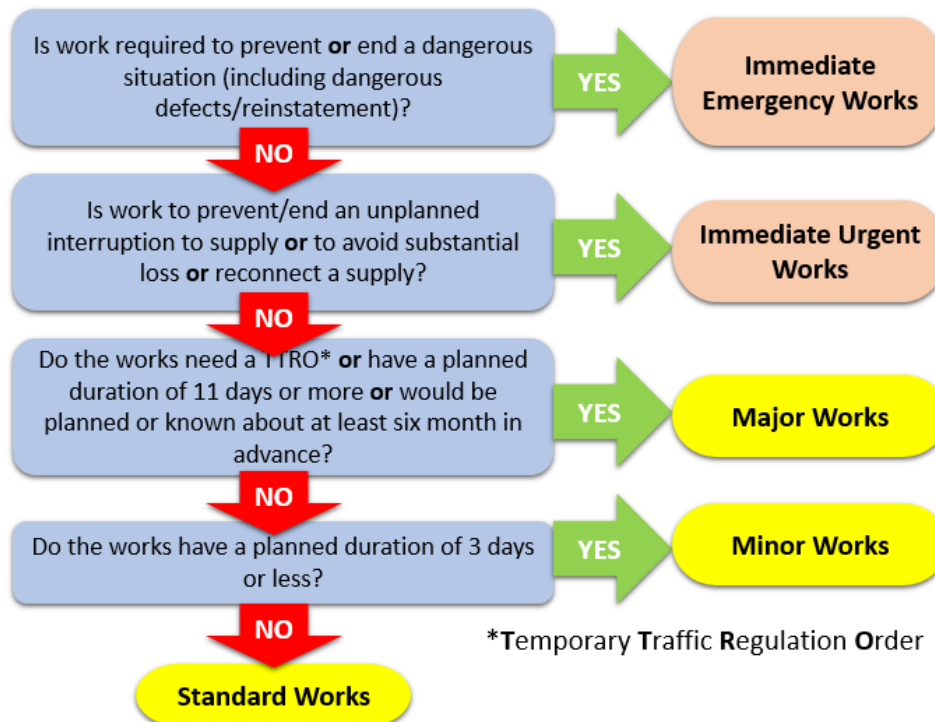 Is work required to prevent or end a dangerous
situation (including dangerous
defects/reinstatement)?
YES
Immediate
Emergency Works
NO
Is work to prevent/end an unplanned
interruption to supply or to avoid substantial
loss or reconnect a supply?
YES
Immediate Urgent
Works
NO
Do the works need a TTRO* or have a planned
duration of 11 days or more or would be
planned or known about at least six month in
advance?
YES
Major Works
NO
Do the works have a planned duration of 3 days
or less?
YES
Minor Works
NO
*Temporary Traffic Regulation Order
Standard Works